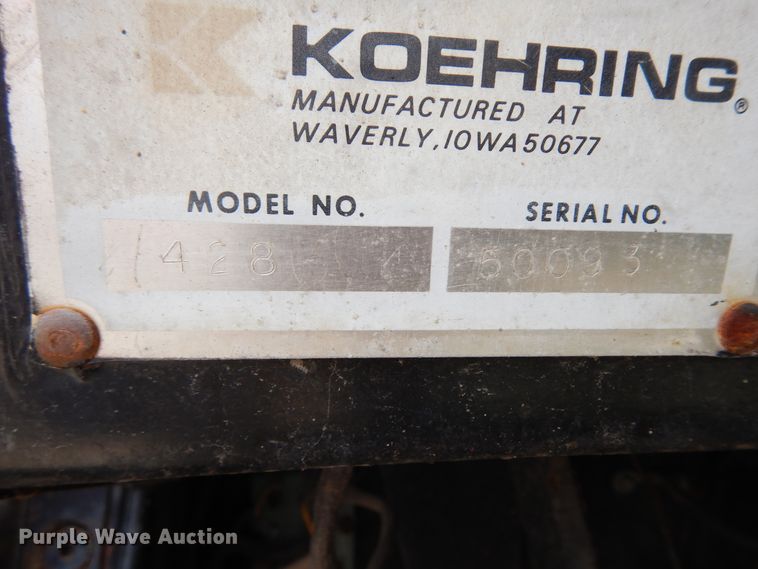 KOEHRING®
MANUFACTURED AT
WAVERLY, IOWA 50677
MODEL NO.
SERIAL NO.
428
60093
Purple Wave Auction